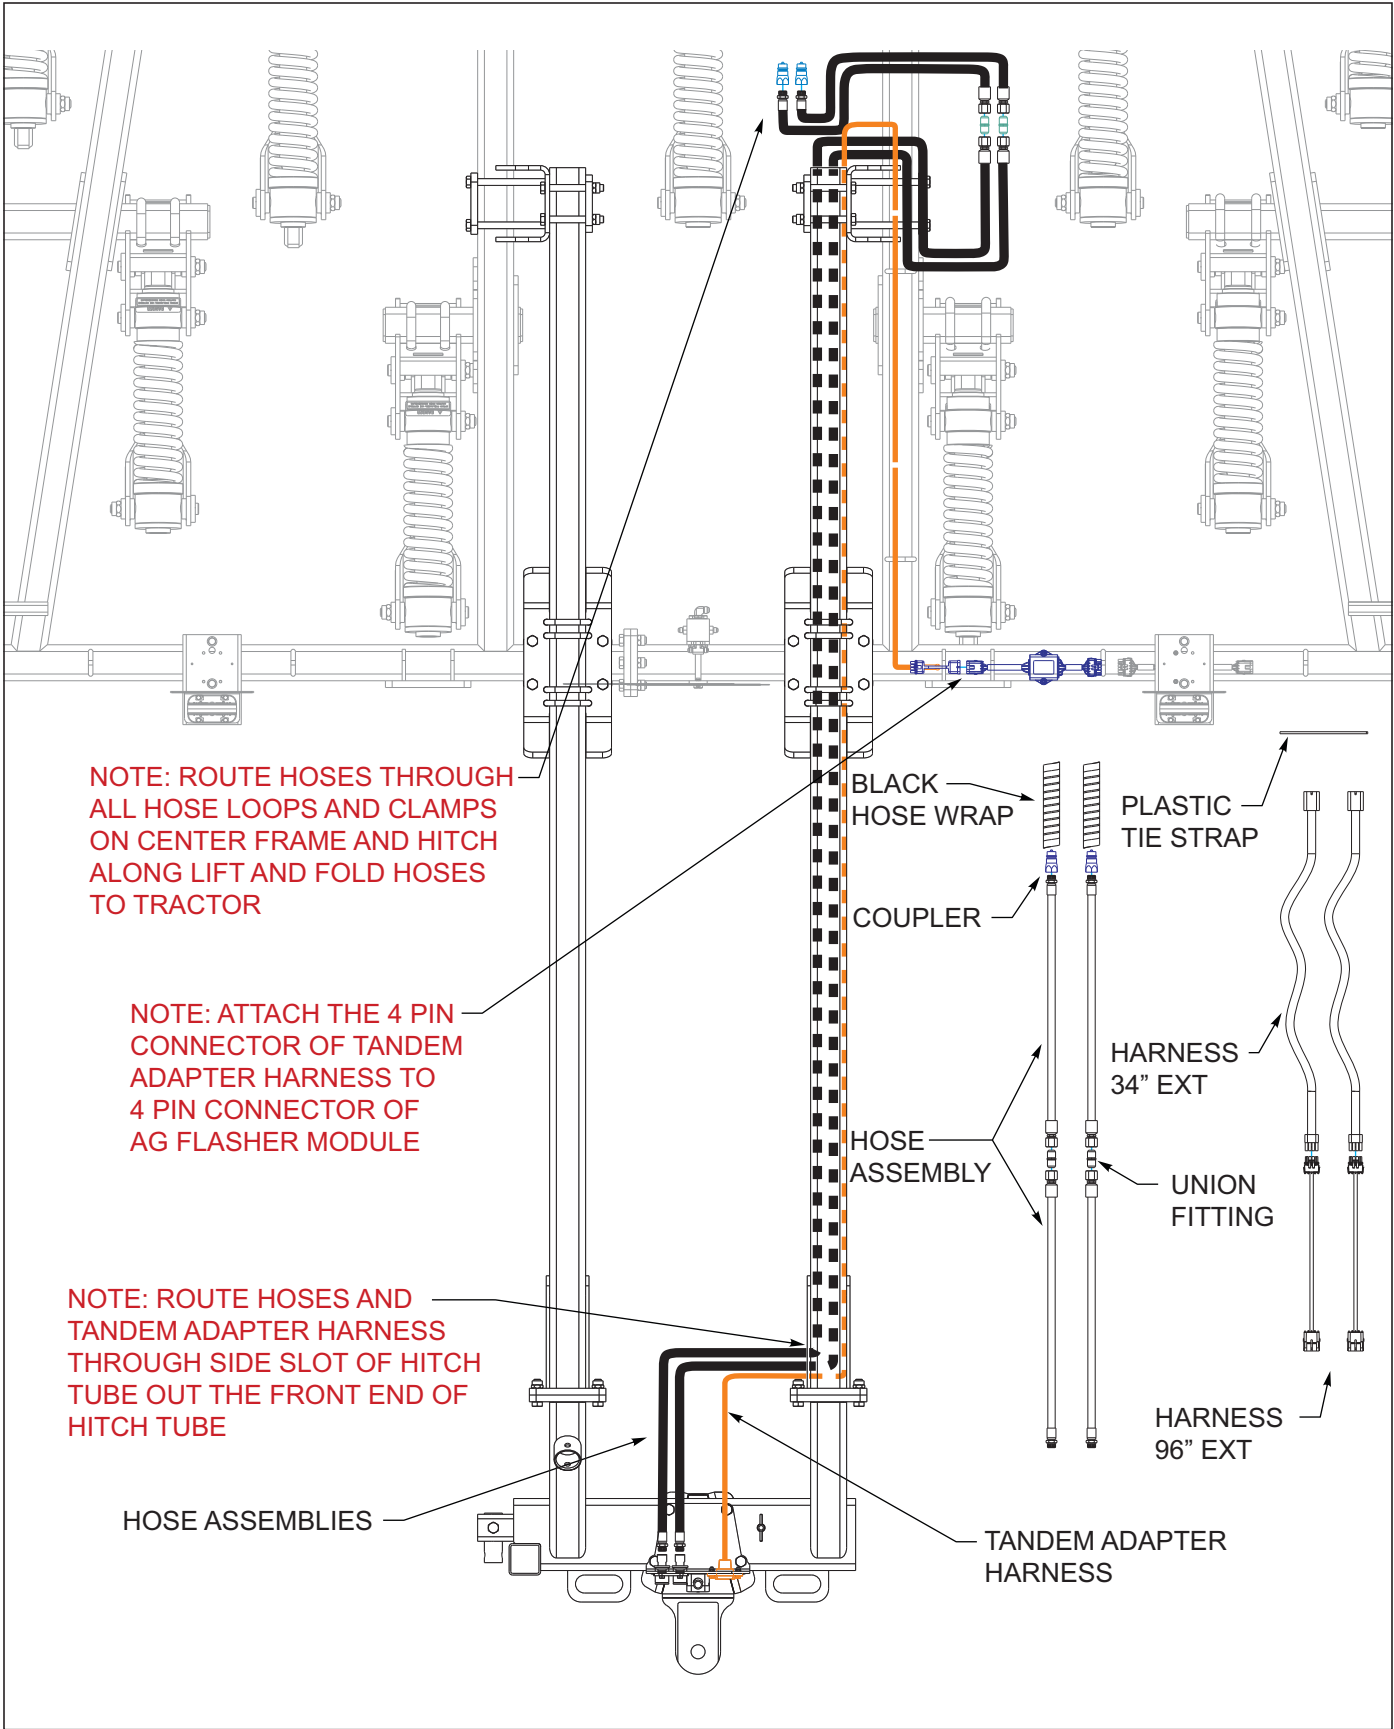 NOTE: ROUTE HOSES THROUGH
ALL HOSE LOOPS AND CLAMPS
ON CENTER FRAME AND HITCH
ALONG LIFT AND FOLD HOSES
TO TRACTOR
BLACK
HOSE WRAP
PLASTIC
TIE STRAP
COUPLER
NOTE: ATTACH THE 4 PIN
CONNECTOR OF TANDEM
ADAPTER HARNESS TO
4 PIN CONNECTOR OF
AG FLASHER MODULE
HARNESS
34” EXT
HOSE
ASSEMBLY
UNION
FITTING
NOTE: ROUTE HOSES AND
TANDEM ADAPTER HARNESS
THROUGH SIDE SLOT OF HITCH
TUBE OUT THE FRONT END OF
HITCH TUBE
HARNESS
96” EXT
HOSE ASSEMBLIES
TANDEM ADAPTER
HARNESS